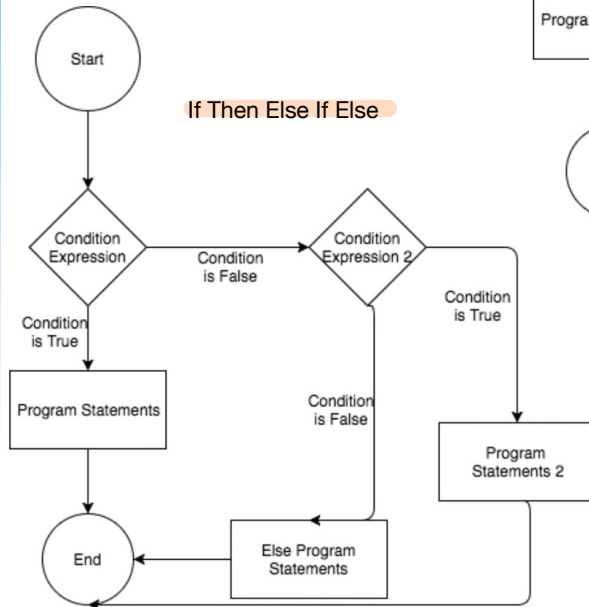 Start
If Then Else If Else
Condition
Expression
Condition
is False
Condition
Expression 2
Condition
is True
Condition
is True
Program Statements
Condition
is False
Program
Statements 2
End
Else Program
Statements